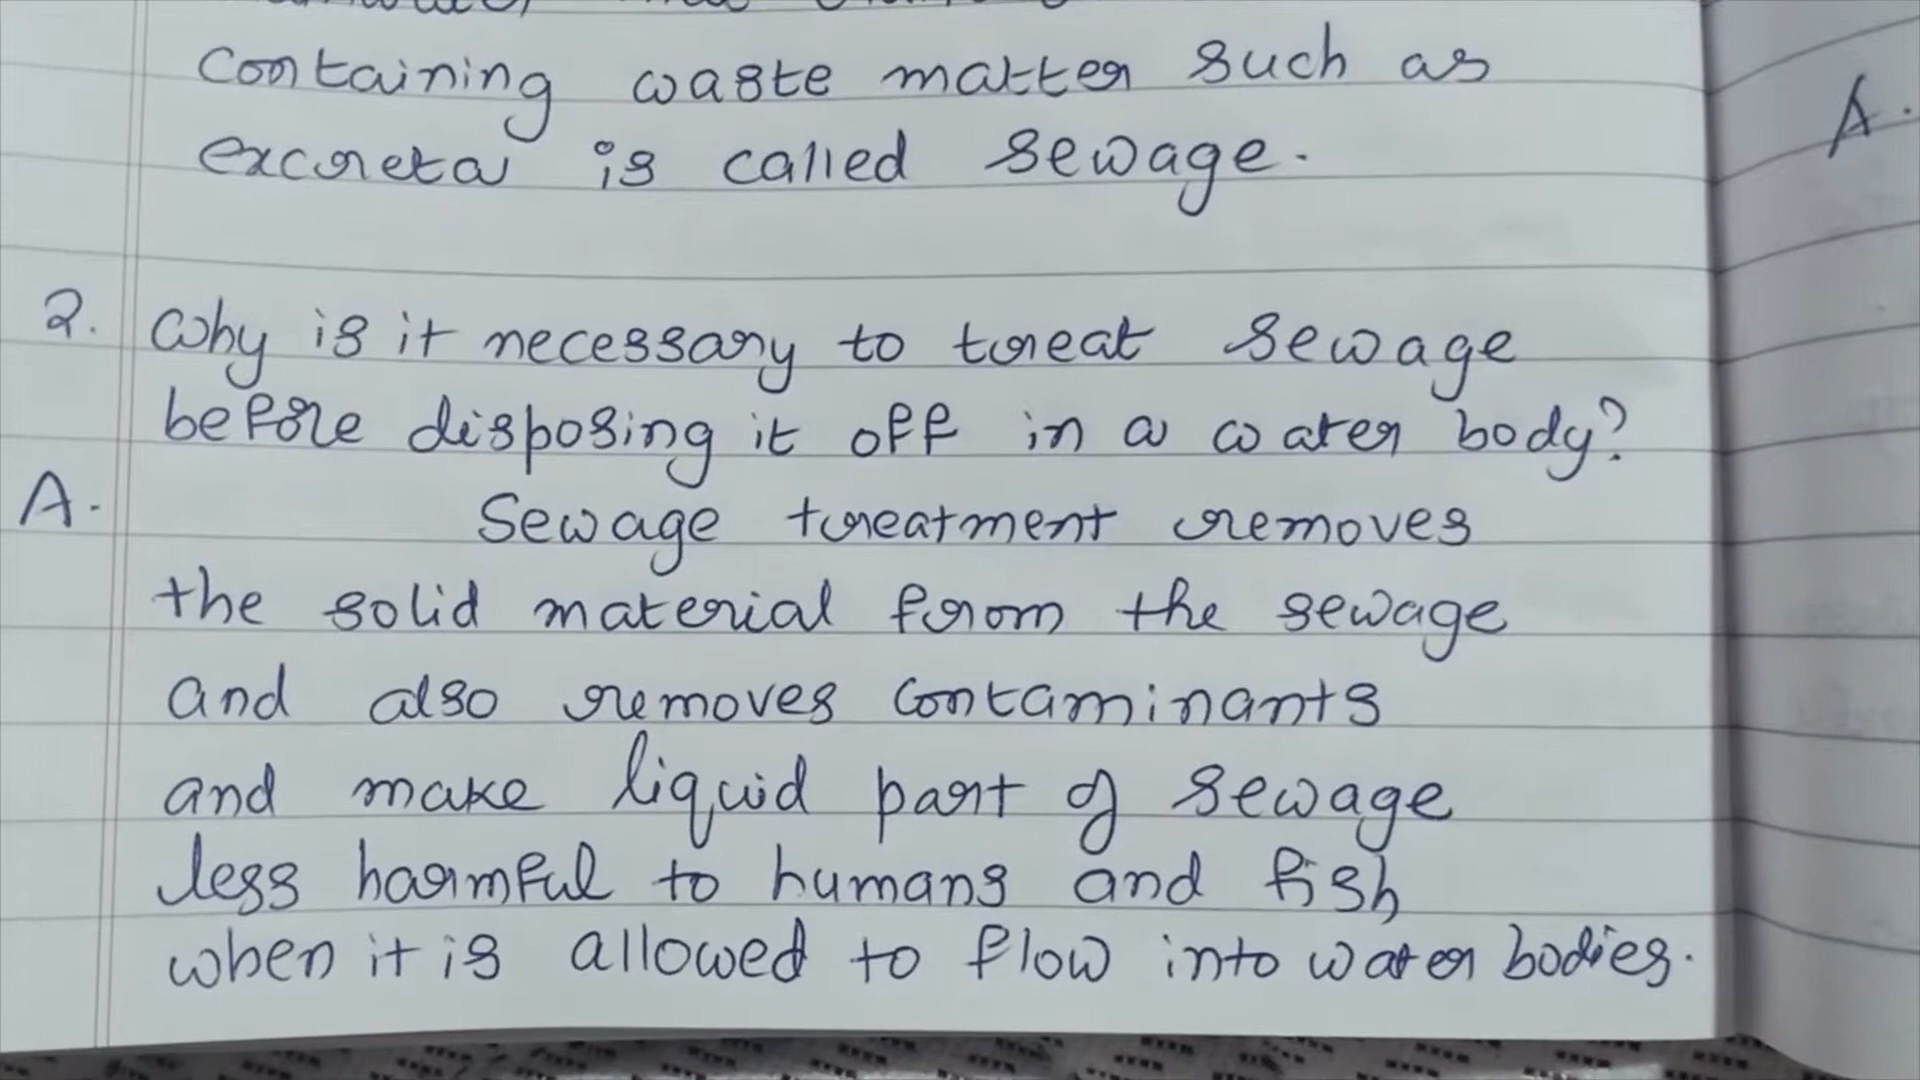 containing waste matter such as
excreta is called sewage.
2. Why is it necessary to treat sewage
before disposing it off in a water body?
A. Sewage treatment removes
the solid material from the sewage
and also removes contaminants
and make liquid part of sewage
less harmful to humans and fish
when it is allowed to flow into water bodies.
A.